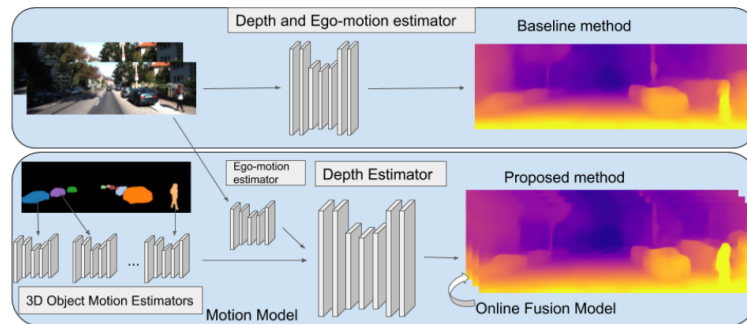 Depth and Ego-motion estimator
Baseline method
Ego-motion
estimator
Depth Estimator
Proposed method
...
3D Object Motion Estimators
Motion Model
Online Fusion Model